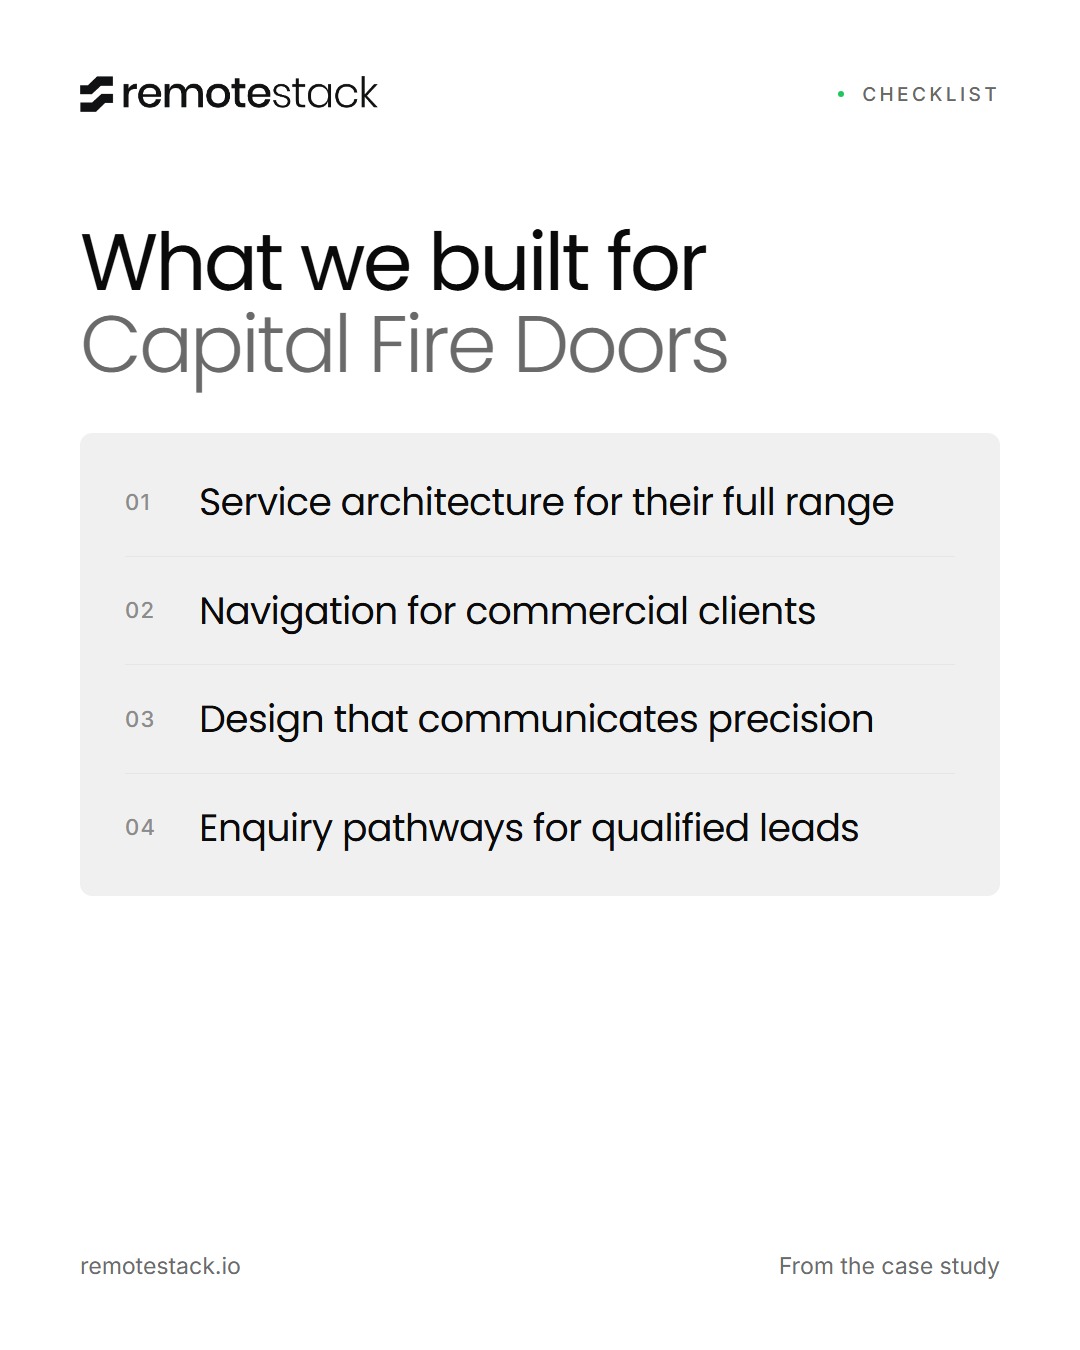 remotestack
CHECKLIST
What we built for
Capital Fire Doors
01 Service architecture for their full range
02 Navigation for commercial clients
03 Design that communicates precision
04 Enquiry pathways for qualified leads
remotestack.io
From the case study